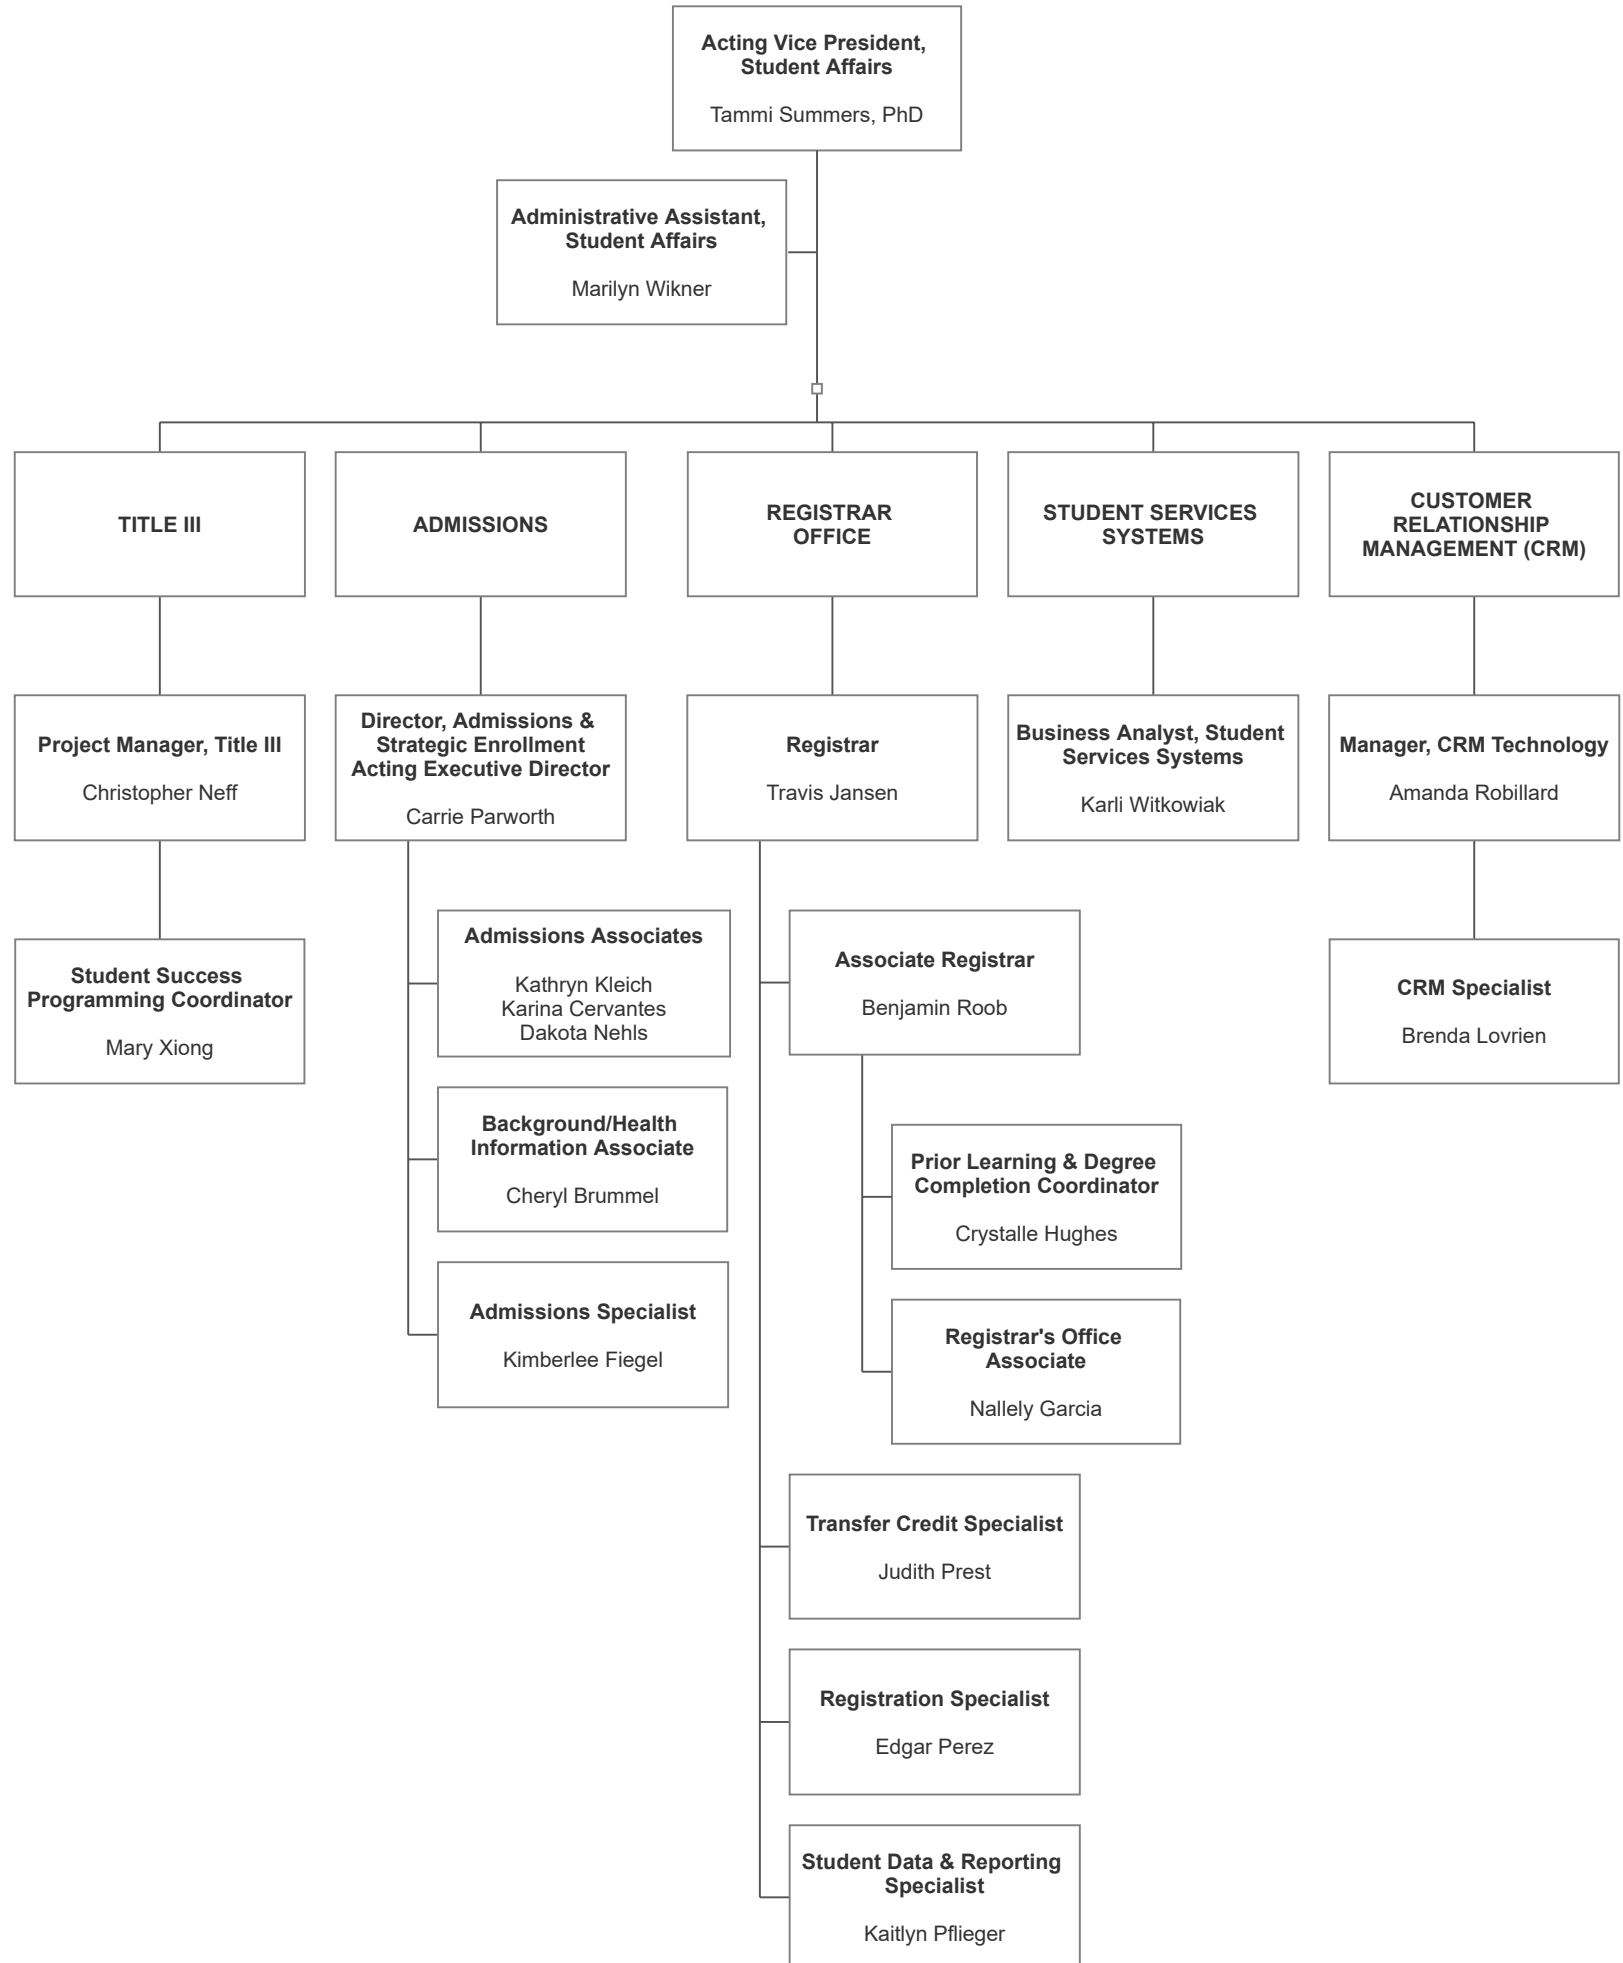 Acting Vice President,
Student Affairs
Tammi Summers, PhD
Administrative Assistant,
Student Affairs
Marilyn Wikner
TITLE III
ADMISSIONS
REGISTRAR
OFFICE
STUDENT SERVICES
SYSTEMS
CUSTOMER
RELATIONSHIP
MANAGEMENT (CRM)
Project Manager, Title III
Christopher Neff
Director, Admissions &
Strategic Enrollment
Acting Executive Director
Carrie Parworth
Registrar
Travis Jansen
Business Analyst, Student
Services Systems
Karli Witkowiak
Manager, CRM Technology
Amanda Robillard
Student Success
Programming Coordinator
Mary Xiong
Admissions Associates
Kathryn Kleich
Karina Cervantes
Dakota Nehls
Associate Registrar
Benjamin Roob
CRM Specialist
Brenda Lovrien
Background/Health
Information Associate
Cheryl Brummel
Prior Learning & Degree
Completion Coordinator
Crystalle Hughes
Admissions Specialist
Kimberlee Fiegel
Registrar's Office
Associate
Nallely Garcia
Transfer Credit Specialist
Judith Prest
Registration Specialist
Edgar Perez
Student Data & Reporting
Specialist
Kaitlyn Pflieger